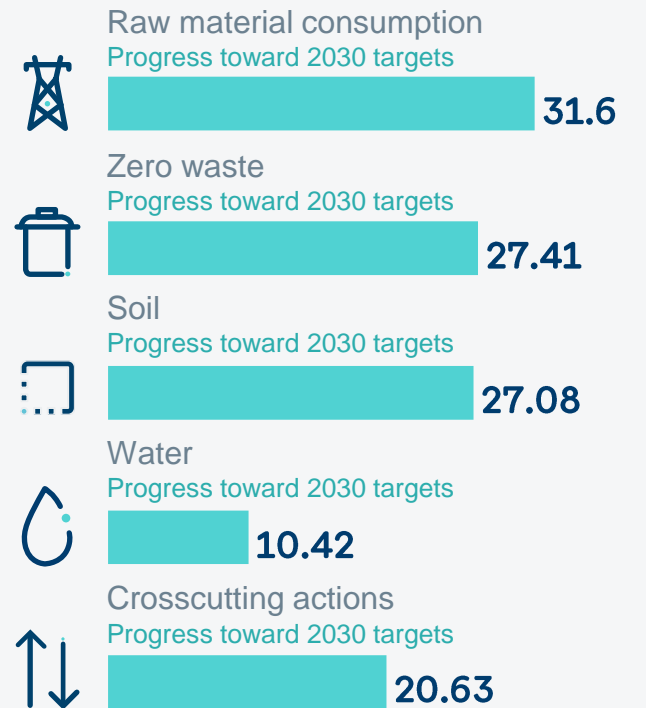 Raw material consumption
Progress toward 2030 targets
31.6
Zero waste
Progress toward 2030 targets
27.41
Soil
Progress toward 2030 targets
27.08
Water
Progress toward 2030 targets
10.42
Crosscutting actions
Progress toward 2030 targets
20.63